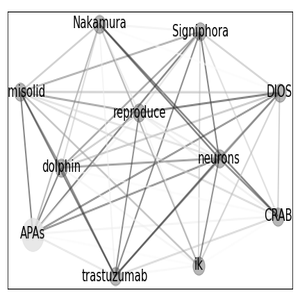 Nakamura
Signiphora
misolid
DIOS
reproduce
dolphin
neurons
APAs
CRAB
ik
trastuzumab